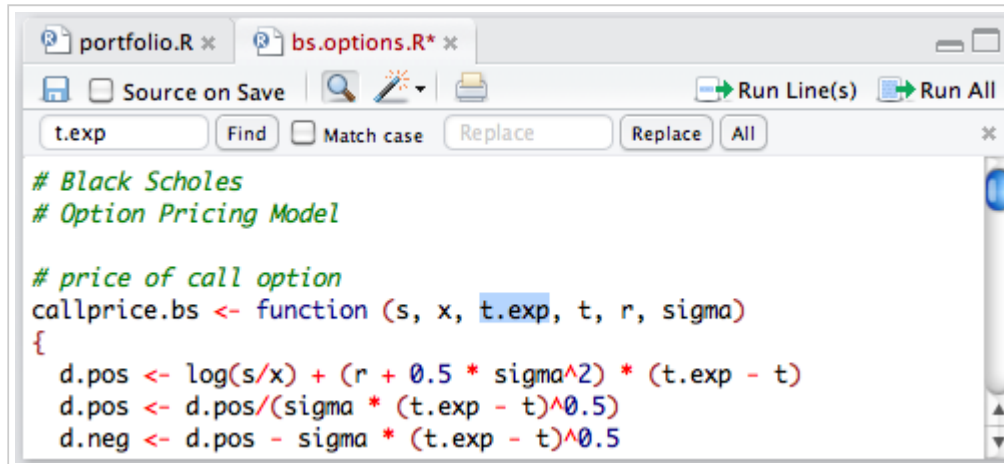 portfolio.R bs.options.R*
Source on Save Run Line(s) Run All
t.exp Find Match case Replace Replace All
# Black Scholes
# Option Pricing Model
# price of call option
callprice.bs <- function (s, x, t.exp, t, r, sigma)
{
  d.pos <- log(s/x) + (r + 0.5 * sigma^2) * (t.exp - t)
  d.pos <- d.pos/(sigma * (t.exp - t)^0.5)
  d.neg <- d.pos - sigma * (t.exp - t)^0.5